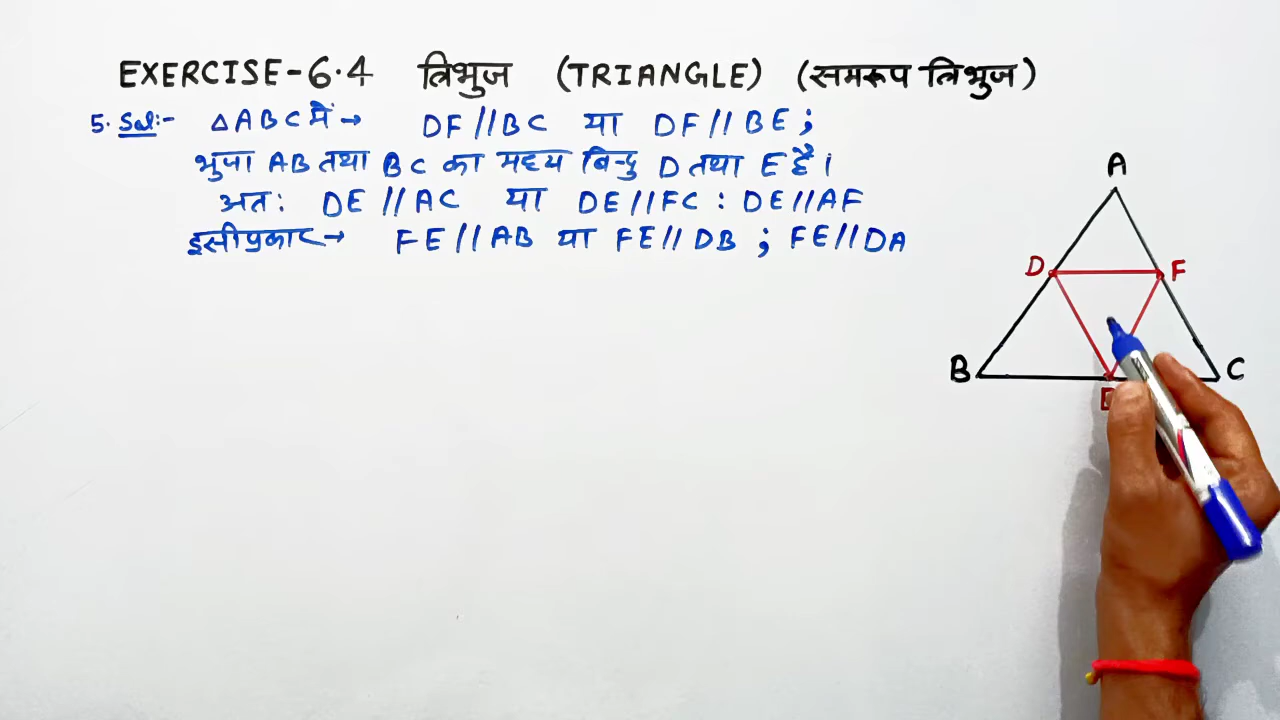 EXERCISE-6.4 त्रिभुज (TRIANGLE) (समरूप त्रिभुज)
5. Sol:- △ABC में → DF//BC या DF//BE ;
भुजा AB तथा BC का मध्य बिन्दु D तथा E है।
अतः DE//AC या DE//FC : DE//AF
इसीप्रकार → FE//AB या FE//DB ; FE//DA
A
D F
B C